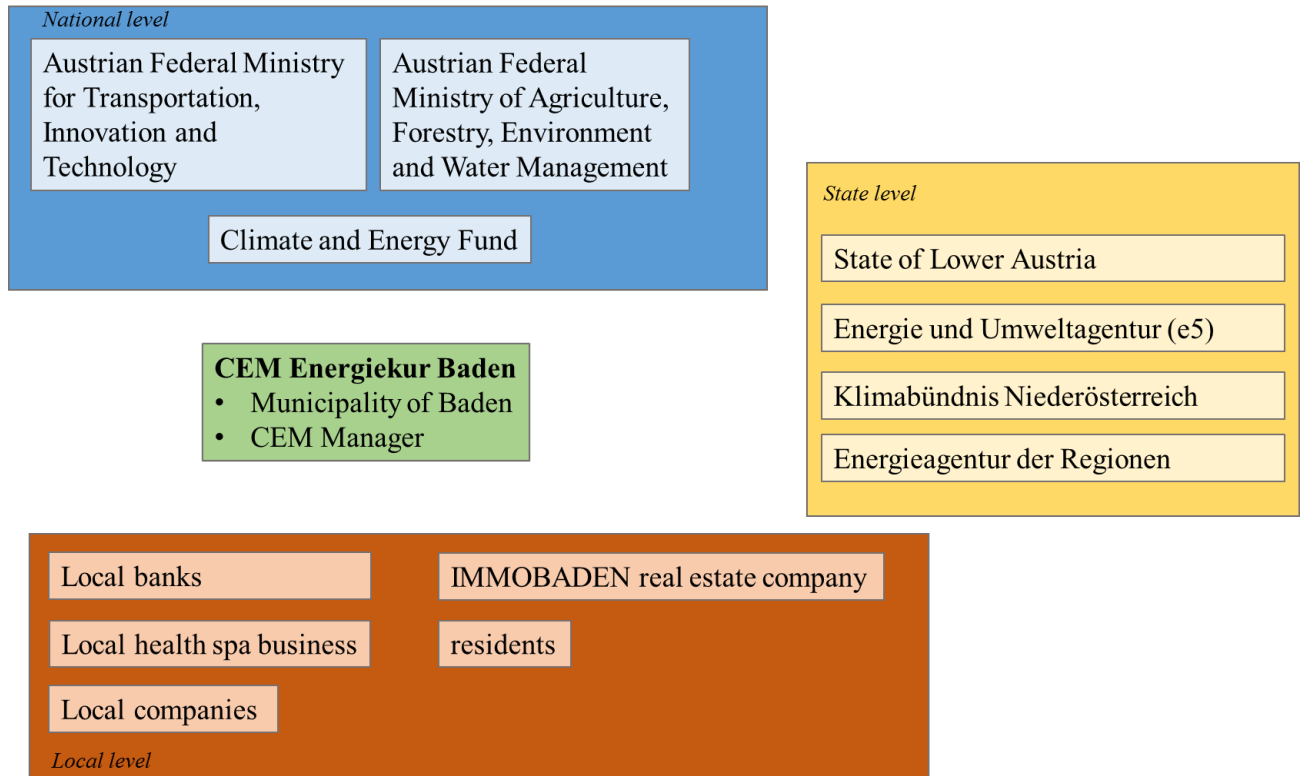 National level
Austrian Federal Ministry
for Transportation,
Innovation and
Technology
Austrian Federal
Ministry of Agriculture,
Forestry, Environment
and Water Management
Climate and Energy Fund
State level
State of Lower Austria
Energie und Umweltagentur (e5)
Klimabündnis Niederösterreich
Energieagentur der Regionen
CEM Energiekur Baden
• Municipality of Baden
• CEM Manager
Local banks
Local health spa business
Local companies
IMMOBADEN real estate company
residents
Local level